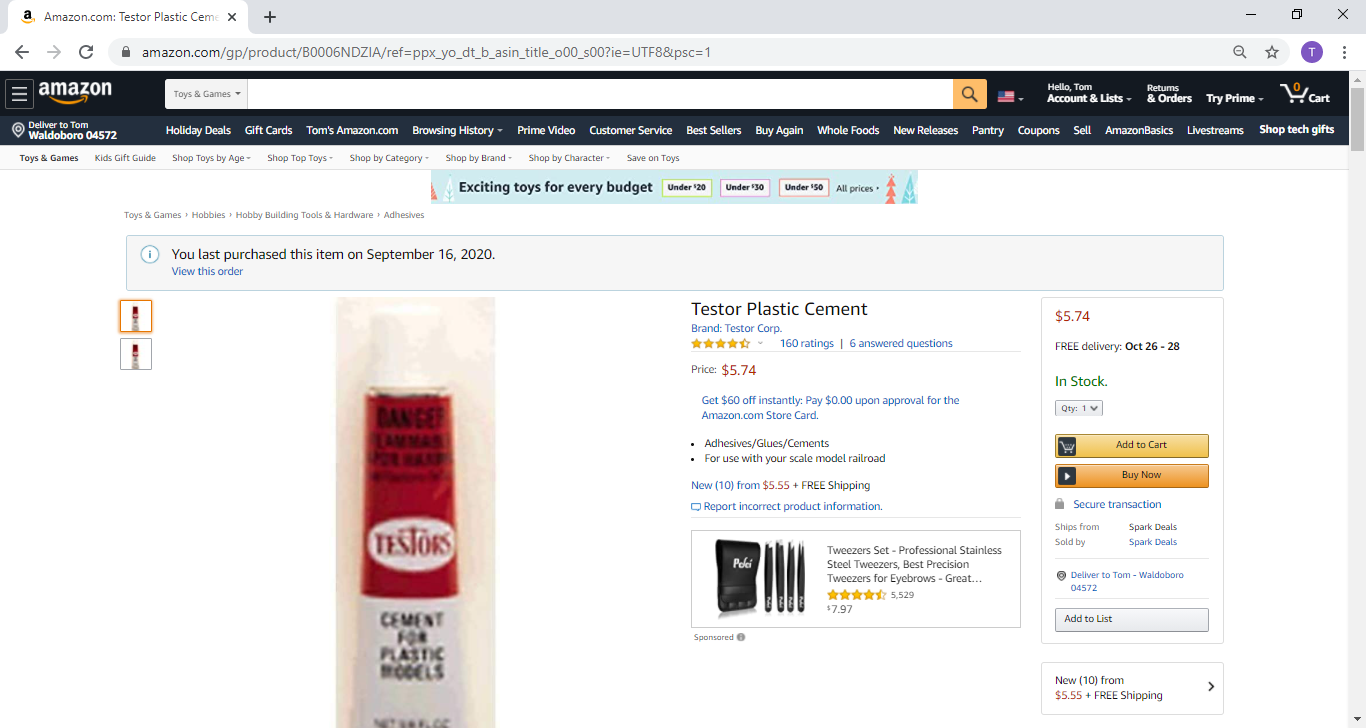 Amazon.com: Testor Plastic Ceme
amazon.com/gp/product/B0006NDZIA/ref=ppx_yo_dt_b_asin_title_o00_s00?ie=UTF8&psc=1
T
amazon
Toys & Games
Hello, Tom
Account & Lists
Returns
& Orders
Try Prime
0
Cart
Deliver to Tom
Waldoboro 04572
Holiday Deals Gift Cards Tom's Amazon.com Browsing History Prime Video Customer Service Best Sellers Buy Again Whole Foods New Releases Pantry Coupons Sell AmazonBasics Livestreams Shop tech gifts
Toys & Games Kids Gift Guide Shop Toys by Age Shop Top Toys Shop by Category Shop by Brand Shop by Character Save on Toys
Exciting toys for every budget Under $20 Under $30 Under $50 All prices ›
Toys & Games › Hobbies › Hobby Building Tools & Hardware › Adhesives
You last purchased this item on September 16, 2020.
View this order
DANGER
TESTORS
CEMENT
FOR
PLASTIC
MODELS
Testor Plastic Cement
Brand: Testor Corp.
160 ratings | 6 answered questions
Price: $5.74
Get $60 off instantly: Pay $0.00 upon approval for the
Amazon.com Store Card.
• Adhesives/Glues/Cements
• For use with your scale model railroad
New (10) from $5.55 + FREE Shipping
Report incorrect product information.
Pefei
Tweezers Set - Professional Stainless
Steel Tweezers, Best Precision
Tweezers for Eyebrows - Great…
5,529
$7.97
Sponsored
$5.74
FREE delivery: Oct 26 - 28
In Stock.
Qty: 1
Add to Cart
Buy Now
Secure transaction
Ships from Spark Deals
Sold by Spark Deals
Deliver to Tom - Waldoboro
04572
Add to List
New (10) from
$5.55 + FREE Shipping